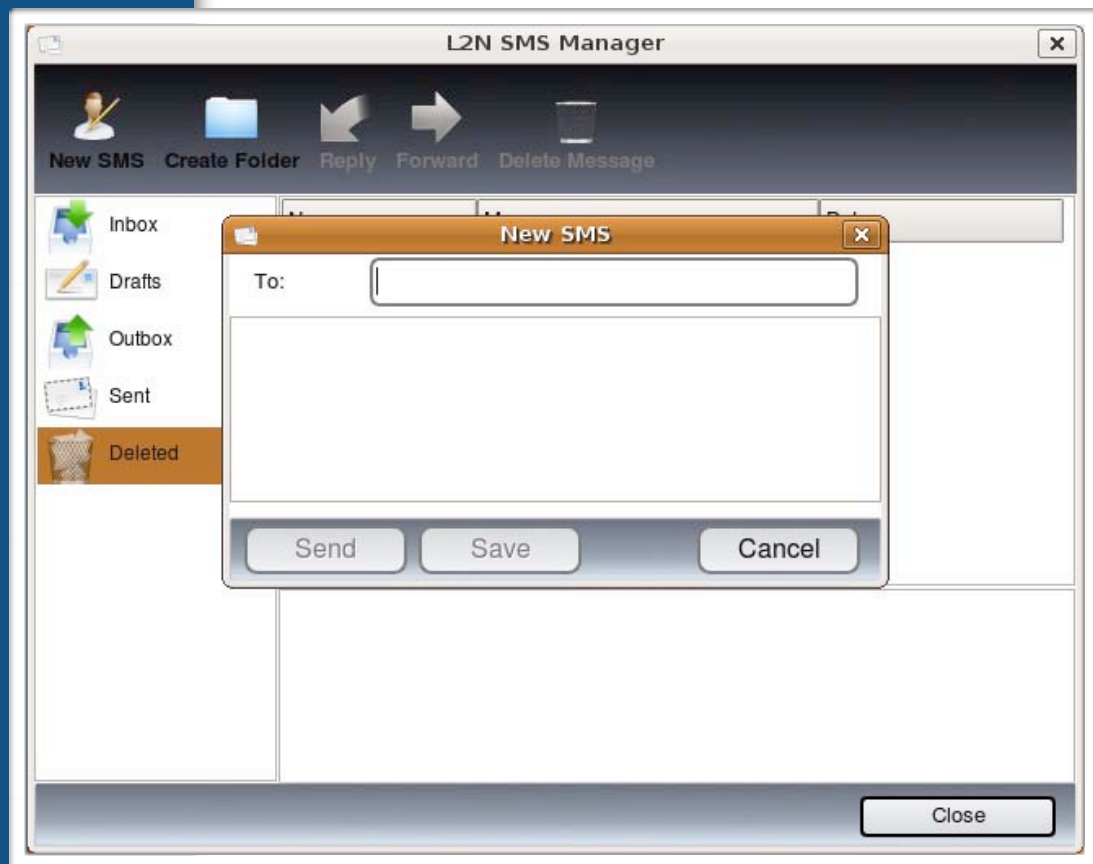 L2N SMS Manager
New SMS Create Folder Reply Forward Delete Message
Inbox
Drafts
Outbox
Sent
Deleted
New SMS
To:
Send Save Cancel
Close